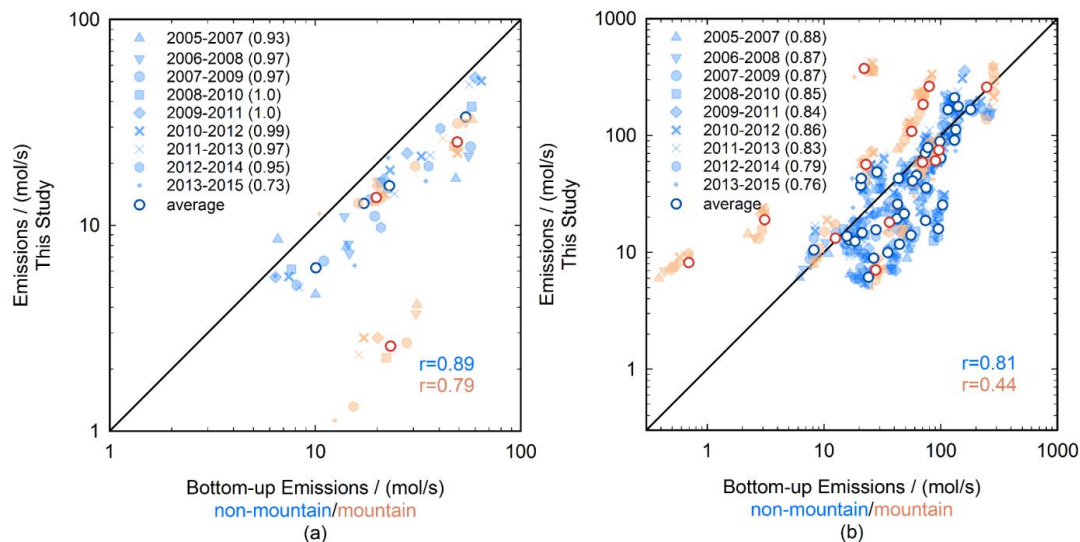 100
10
1
1
10
100
Emissions / (mol/s)
This Study
2005-2007 (0.93)
2006-2008 (0.97)
2007-2009 (0.97)
2008-2010 (1.0)
2009-2011 (1.0)
2010-2012 (0.99)
2011-2013 (0.97)
2012-2014 (0.95)
2013-2015 (0.73)
average
r=0.89
r=0.79
Bottom-up Emissions / (mol/s)
non-mountain/mountain
(a)
1000
100
10
1
1
10
100
1000
Emissions / (mol/s)
This Study
2005-2007 (0.88)
2006-2008 (0.87)
2007-2009 (0.87)
2008-2010 (0.85)
2009-2011 (0.84)
2010-2012 (0.86)
2011-2013 (0.83)
2012-2014 (0.79)
2013-2015 (0.76)
average
r=0.81
r=0.44
Bottom-up Emissions / (mol/s)
non-mountain/mountain
(b)